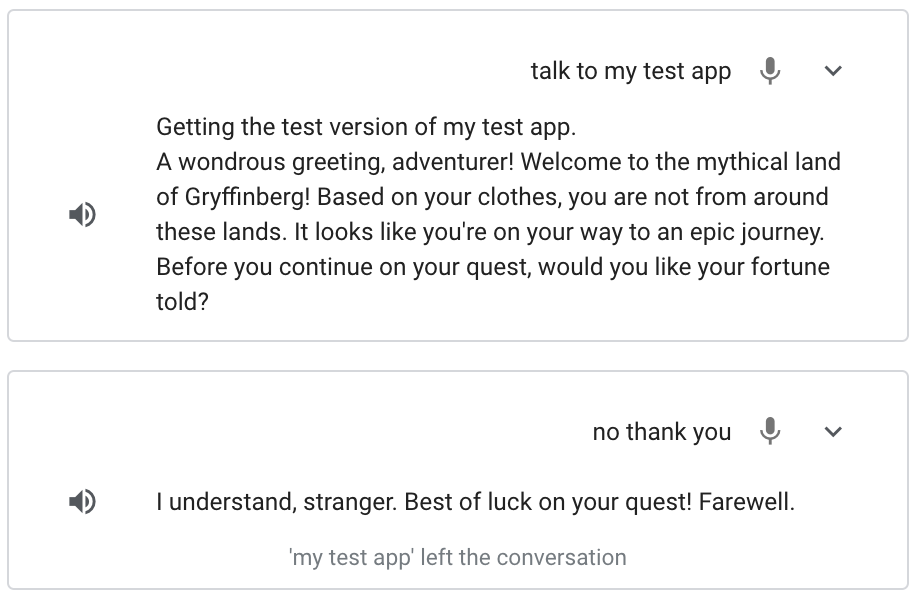 talk to my test app
Getting the test version of my test app.
A wondrous greeting, adventurer! Welcome to the mythical land
of Gryffinberg! Based on your clothes, you are not from around
these lands. It looks like you're on your way to an epic journey.
Before you continue on your quest, would you like your fortune
told?
no thank you
I understand, stranger. Best of luck on your quest! Farewell.
'my test app' left the conversation